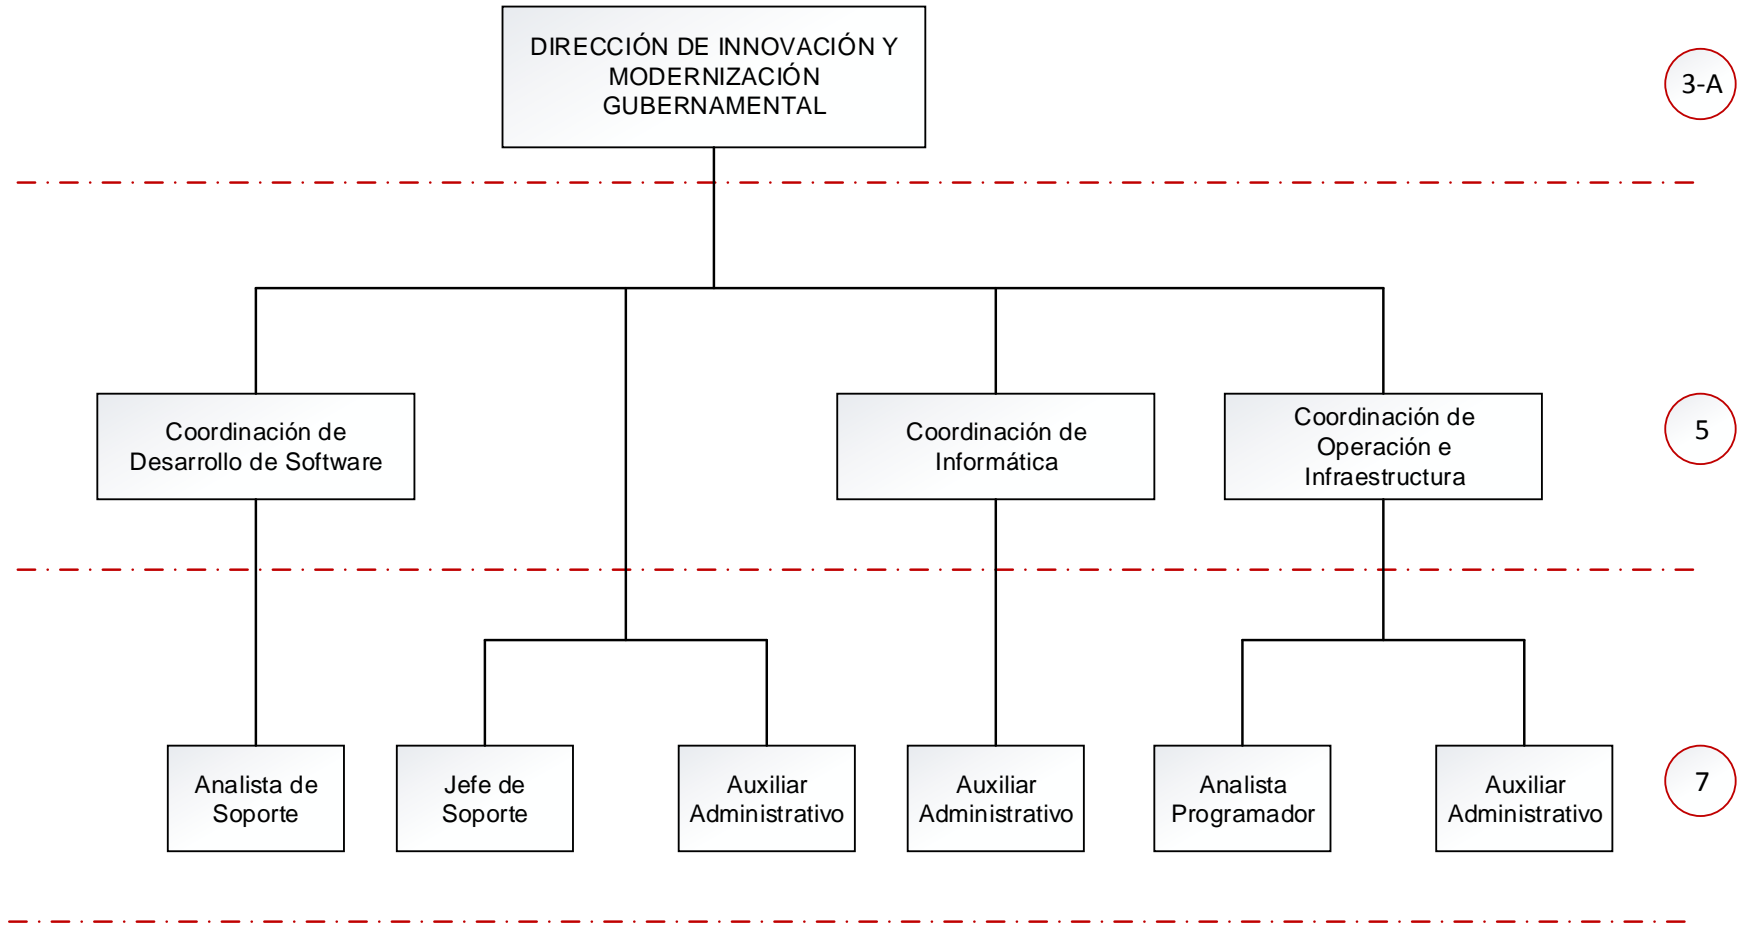 DIRECCIÓN DE INNOVACIÓN Y
MODERNIZACIÓN
GUBERNAMENTAL
3-A
Coordinación de
Desarrollo de Software
Coordinación de
Informática
Coordinación de
Operación e
Infraestructura
5
Analista de
Soporte
Jefe de
Soporte
Auxiliar
Administrativo
Auxiliar
Administrativo
Analista
Programador
Auxiliar
Administrativo
7